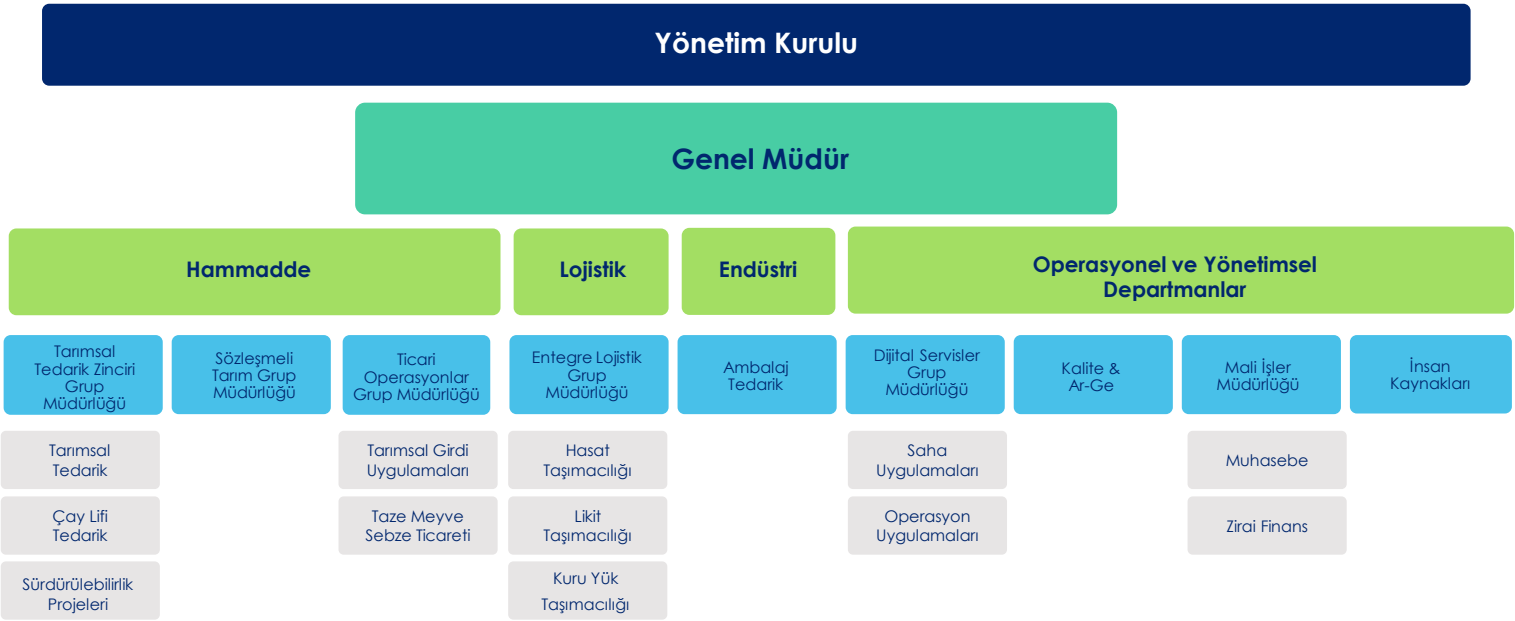 Yönetim Kurulu
Genel Müdür
Hammadde
Lojistik
Endüstri
Operasyonel ve Yönetimsel
Departmanlar
Tarımsal
Tedarik Zinciri
Grup
Müdürlüğü
Sözleşmeli
Tarım Grup
Müdürlüğü
Ticari
Operasyonlar
Grup Müdürlüğü
Entegre Lojistik
Grup
Müdürlüğü
Ambalaj
Tedarik
Dijital Servisler
Grup
Müdürlüğü
Kalite &
Ar-Ge
Mali İşler
Müdürlüğü
İnsan
Kaynakları
Tarımsal
Tedarik
Tarımsal Girdi
Uygulamaları
Hasat
Taşımacılığı
Saha
Uygulamaları
Muhasebe
Çay Lifi
Tedarik
Taze Meyve
Sebze Ticareti
Likit
Taşımacılığı
Operasyon
Uygulamaları
Zirai Finans
Sürdürülebilirlik
Projeleri
Kuru Yük
Taşımacılığı